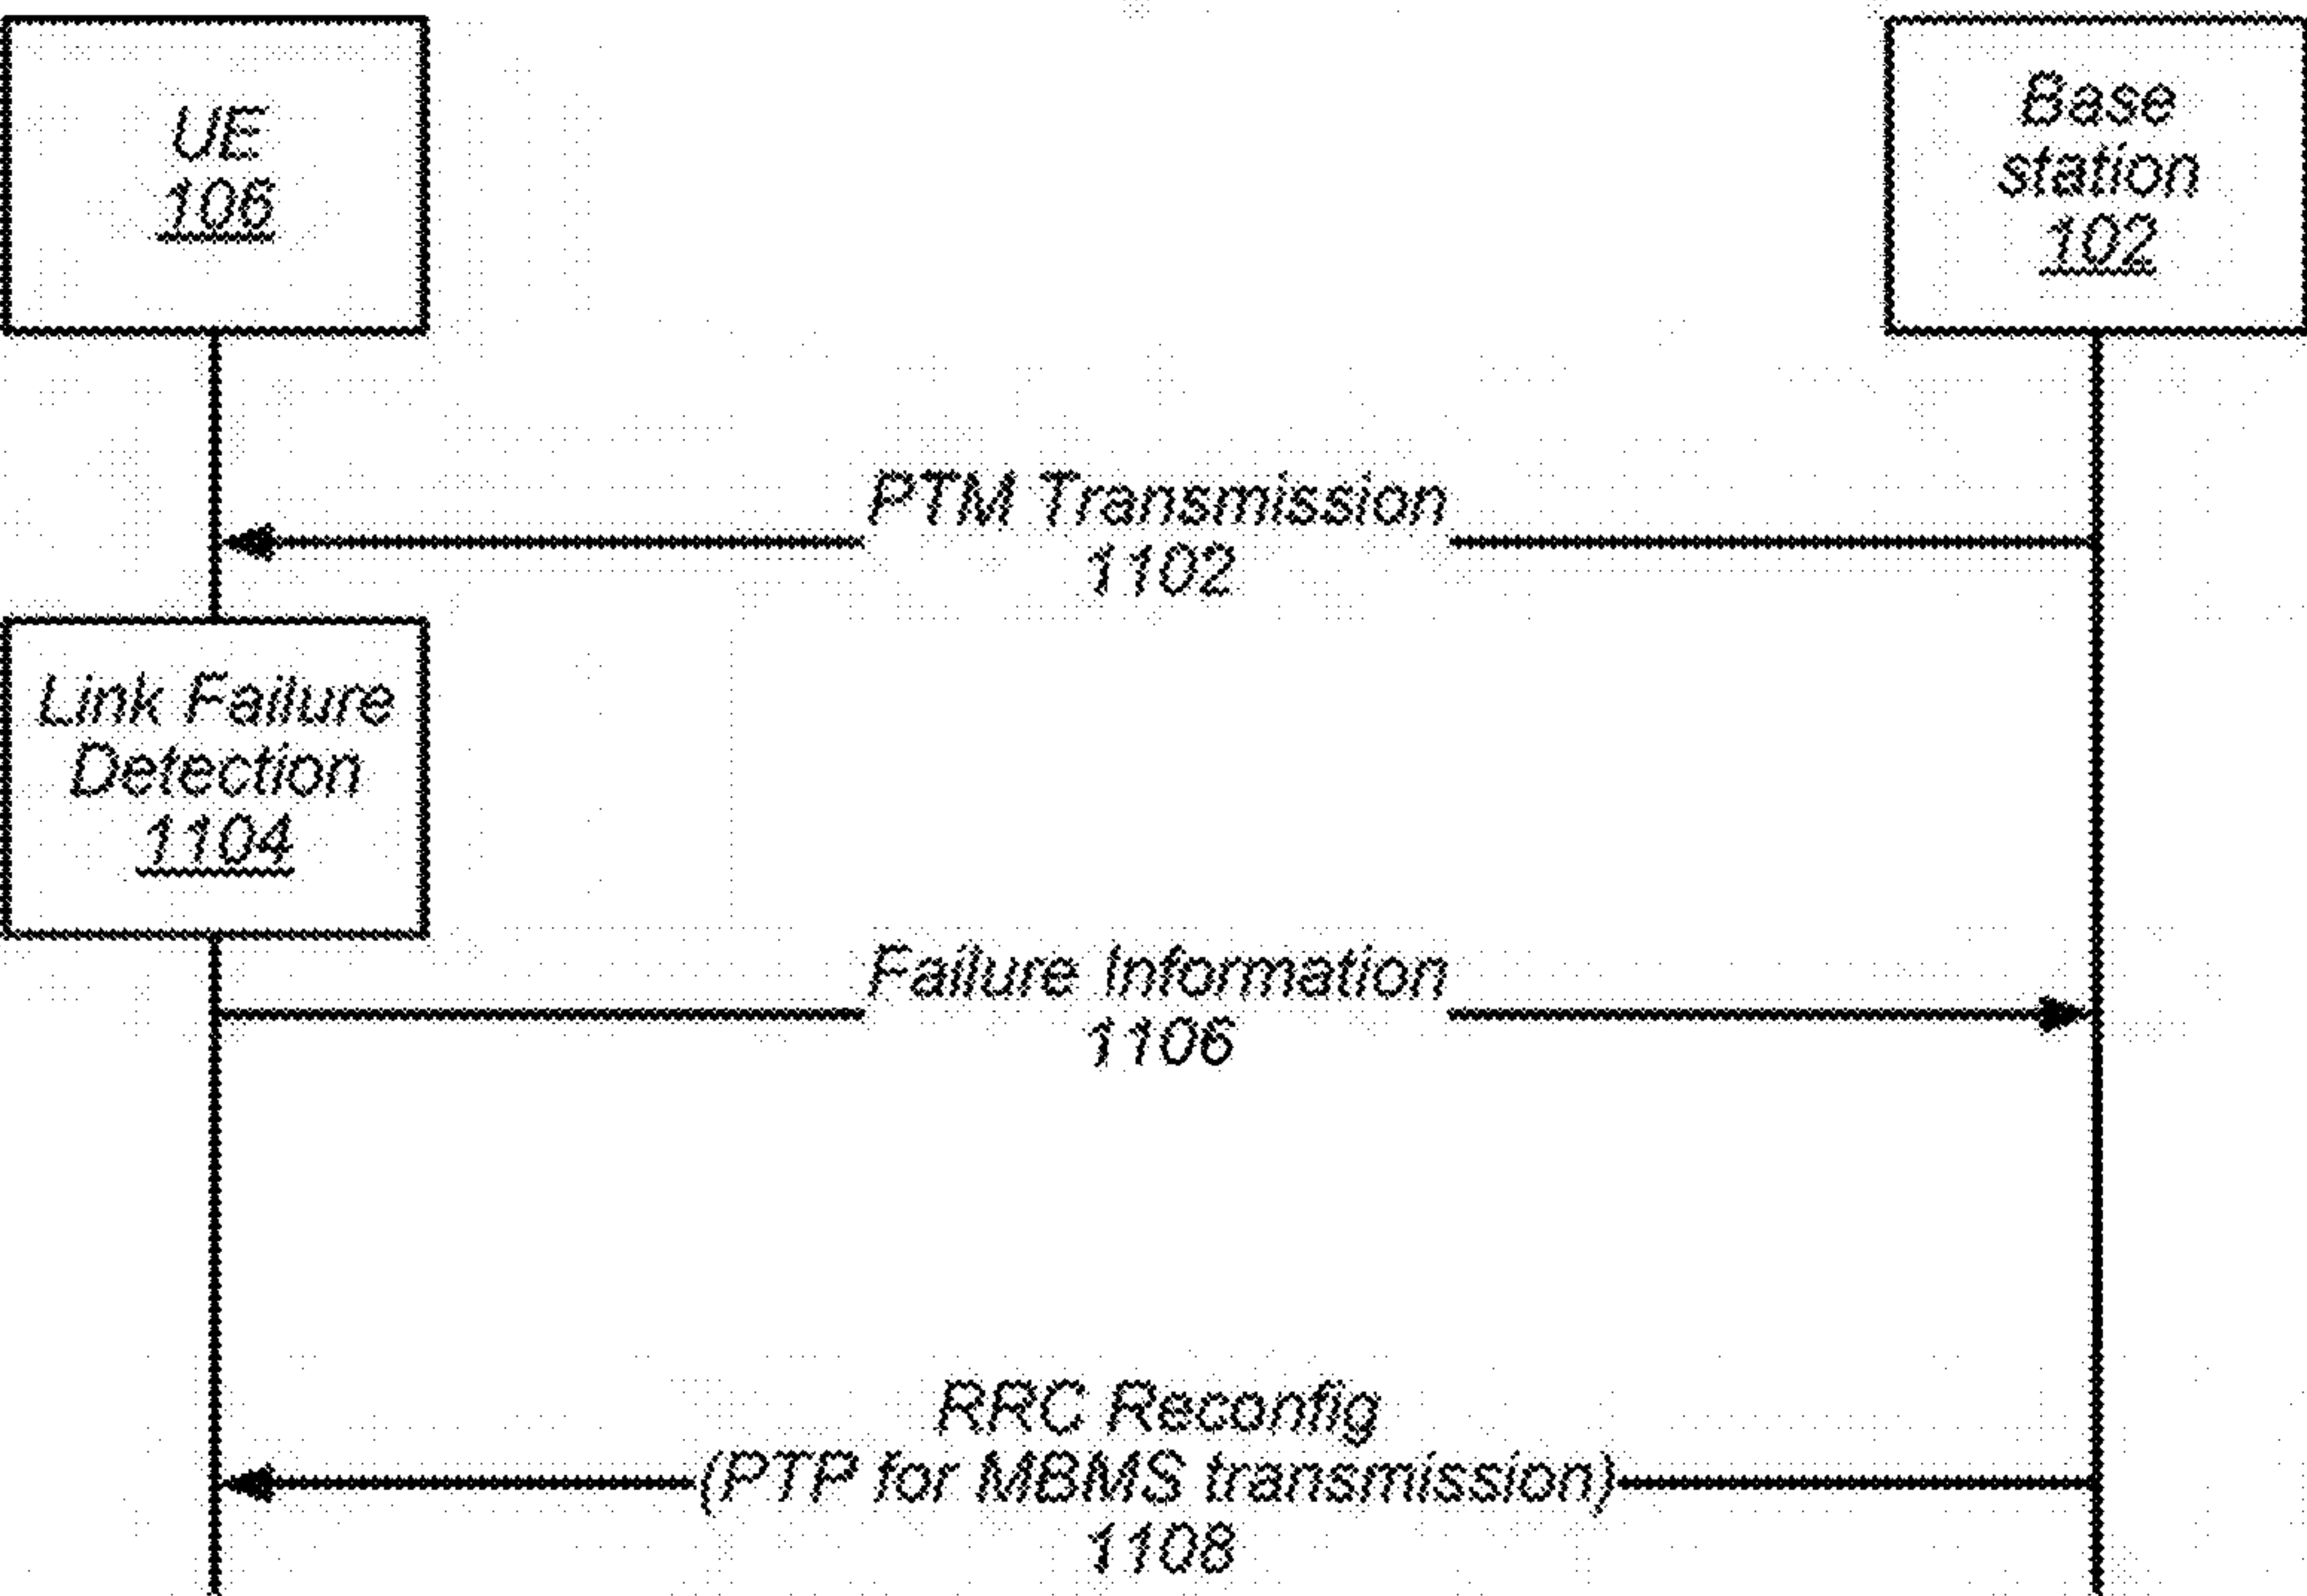 UE
106
Base
station
102
PTM Transmission
1102
Link Failure
Detection
1104
Failure Information
1106
RRC Reconfig
(PTP for MBMS transmission)
1108